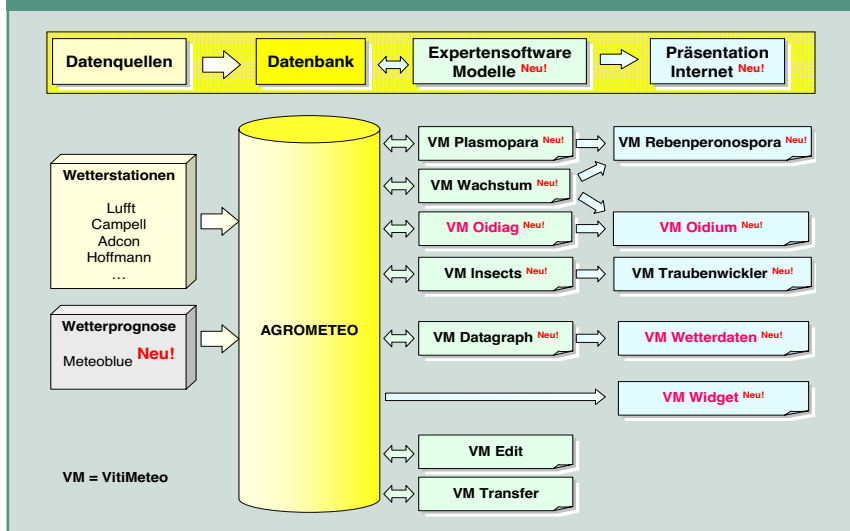 Datenquellen
Datenbank
Expertensoftware
Modelle Neu!
Präsentation
Internet Neu!
Wetterstationen
Lufft
Campell
Adcon
Hoffmann
…
Wetterprognose
Meteoblue Neu!
VM = VitiMeteo
AGROMETEO
VM Plasmopara Neu!
VM Rebenperonospora Neu!
VM Wachstum Neu!
VM Oidiag Neu!
VM Oidium Neu!
VM Insects Neu!
VM Traubenwickler Neu!
VM Datagraph Neu!
VM Wetterdaten Neu!
VM Widget Neu!
VM Edit
VM Transfer